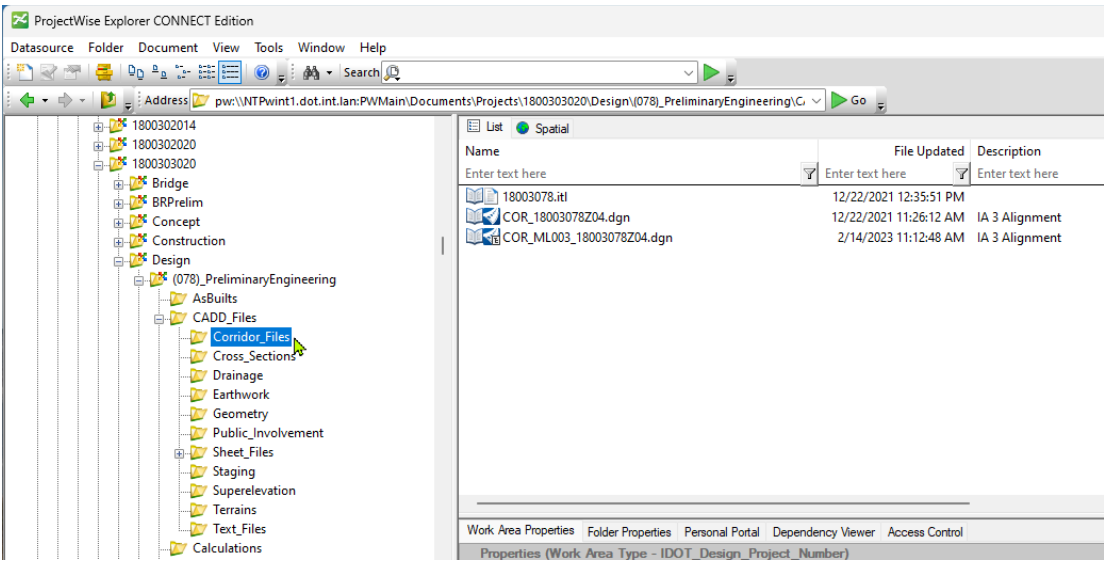 ProjectWise Explorer CONNECT Edition
Datasource Folder Document View Tools Window Help
Search
Address pw:\\NTPwint1.dot.int.lan:PWMain\Documents\Projects\1800303020\Design\(078)_PreliminaryEngineering\C Go
1800302014
1800302020
1800303020
Bridge
BRPrelim
Concept
Construction
Design
(078)_PreliminaryEngineering
AsBuilts
CADD_Files
Corridor_Files
Cross_Sections
Drainage
Earthwork
Geometry
Public_Involvement
Sheet_Files
Staging
Superelevation
Terrains
Text_Files
Calculations
List Spatial
Name File Updated Description
Enter text here Enter text here Enter text here
18003078.itl 12/22/2021 12:35:51 PM
COR_18003078Z04.dgn 12/22/2021 11:26:12 AM IA 3 Alignment
COR_ML003_18003078Z04.dgn 2/14/2023 11:12:48 AM IA 3 Alignment
Work Area Properties Folder Properties Personal Portal Dependency Viewer Access Control
Properties (Work Area Type - IDOT_Design_Project_Number)